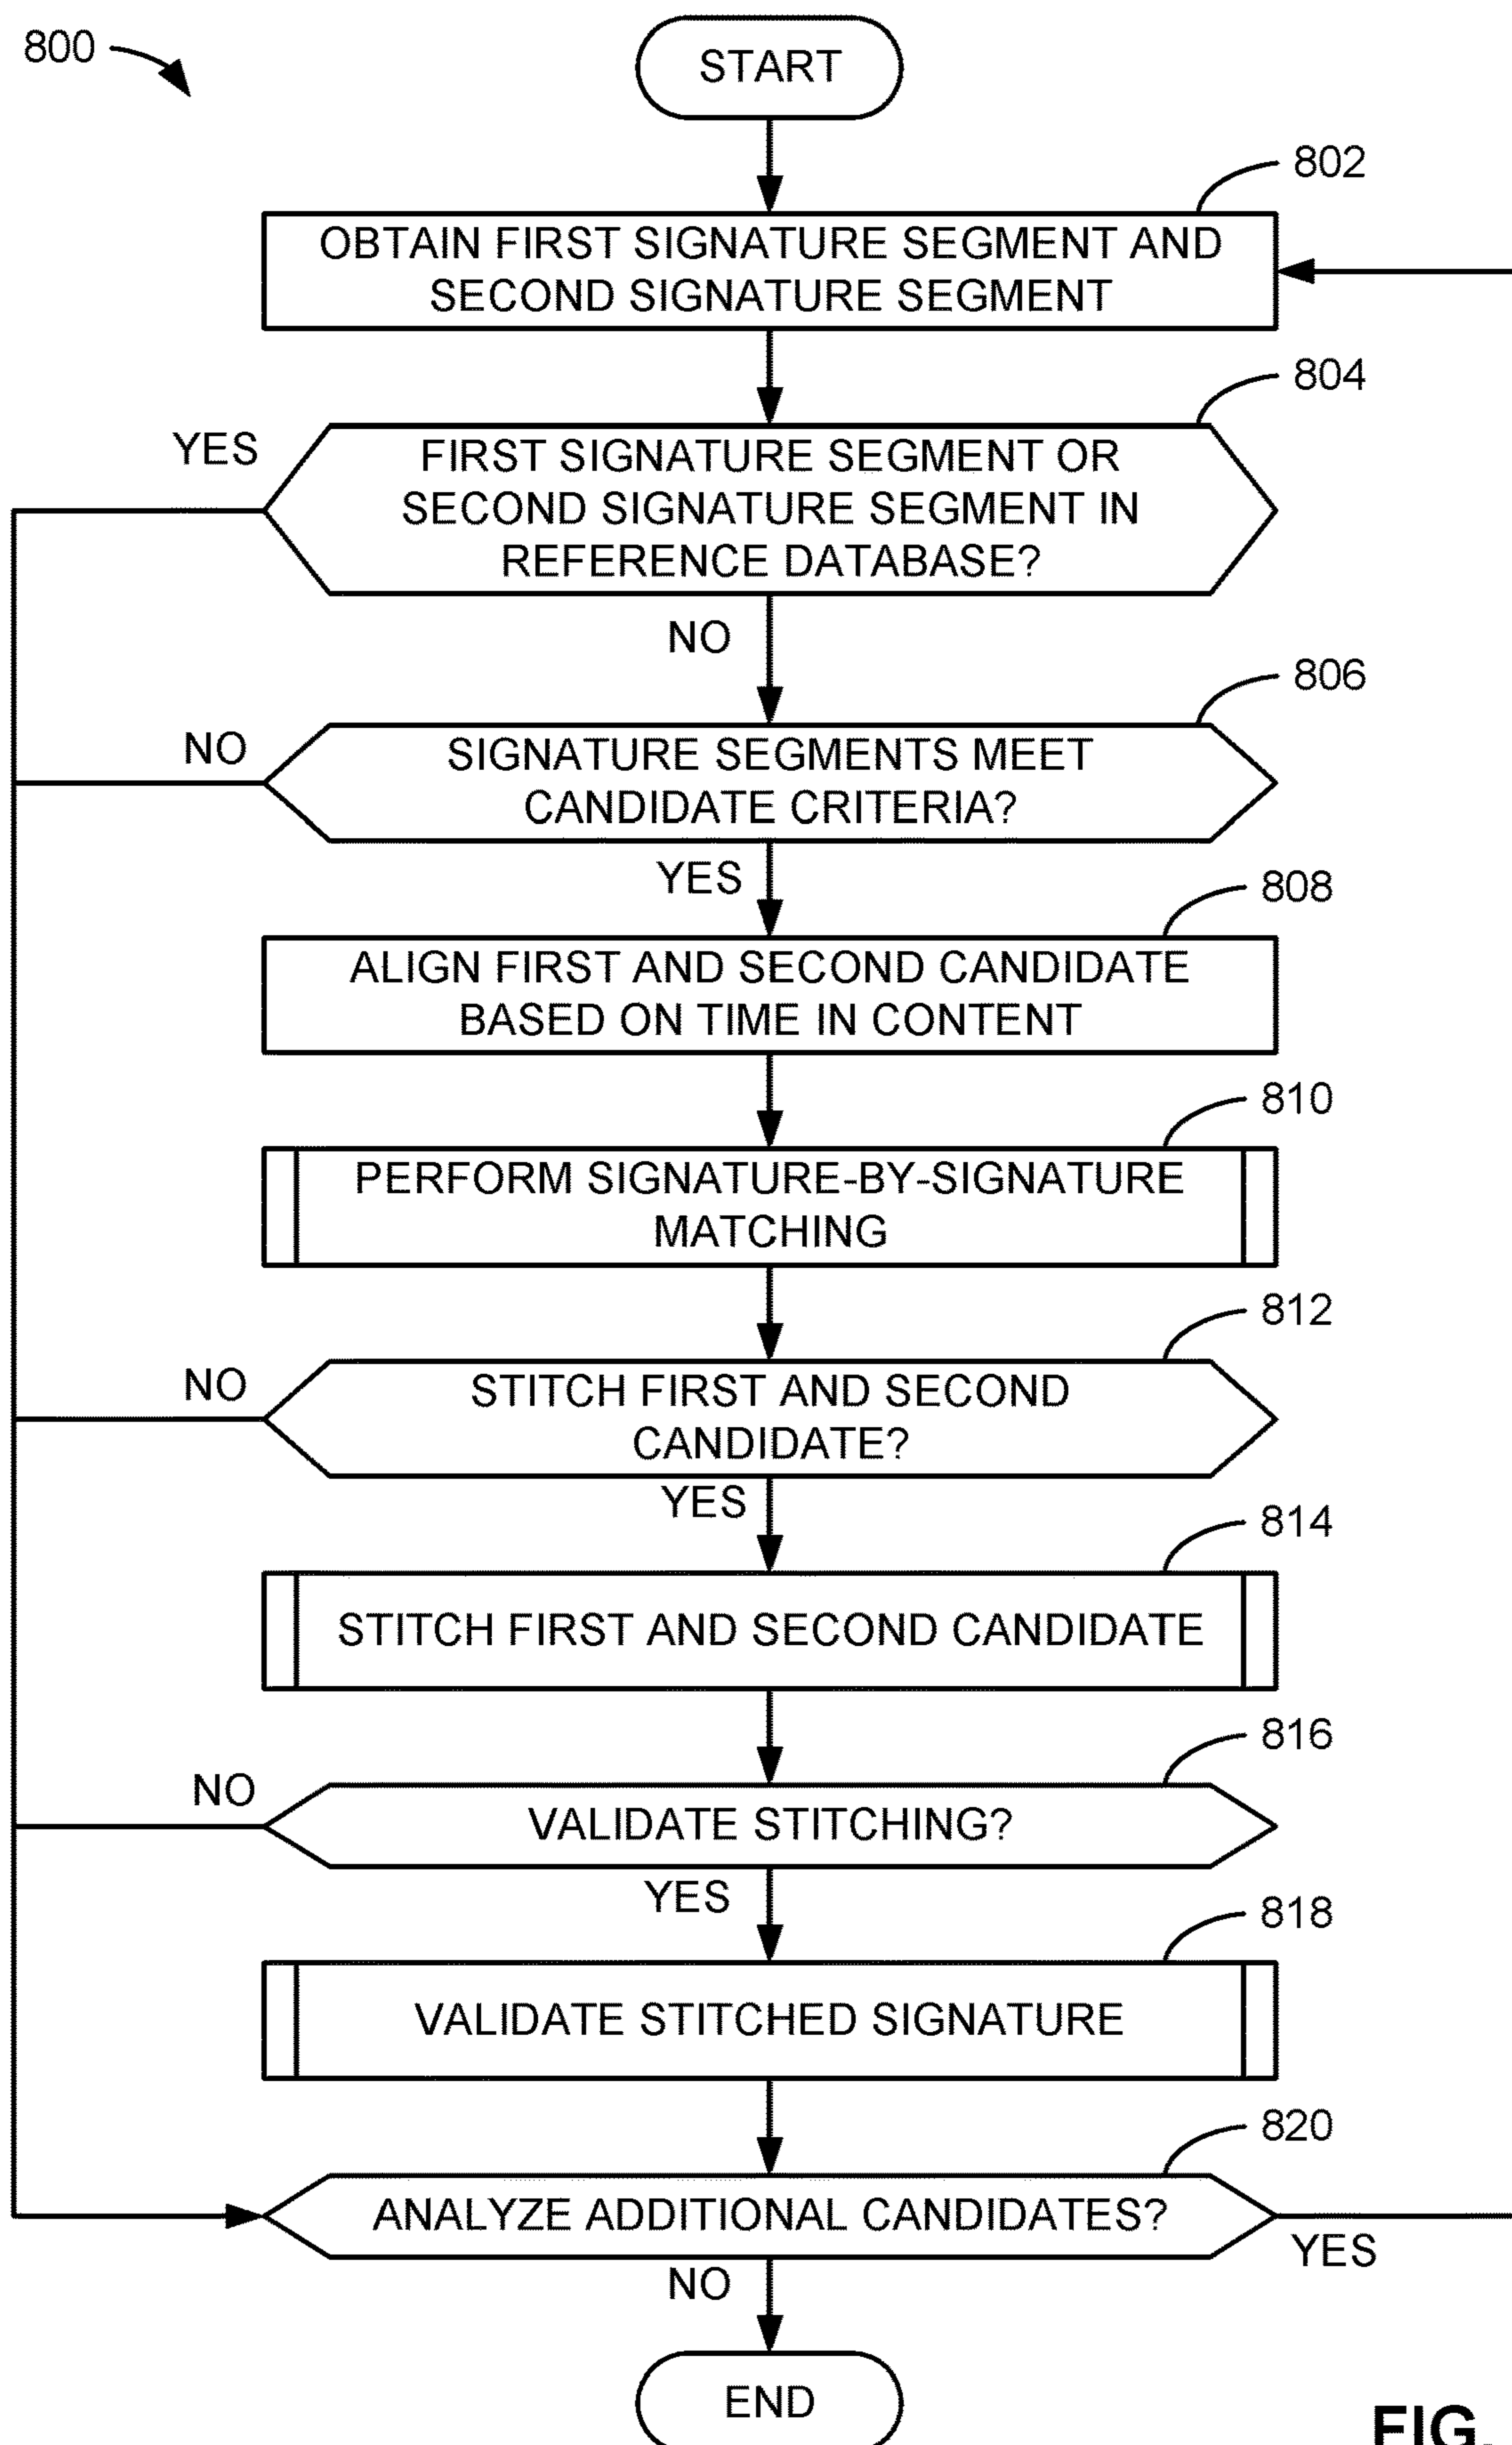 800
START
802
OBTAIN FIRST SIGNATURE SEGMENT AND
SECOND SIGNATURE SEGMENT
804
YES
FIRST SIGNATURE SEGMENT OR
SECOND SIGNATURE SEGMENT IN
REFERENCE DATABASE?
NO
806
NO
SIGNATURE SEGMENTS MEET
CANDIDATE CRITERIA?
YES
808
ALIGN FIRST AND SECOND CANDIDATE
BASED ON TIME IN CONTENT
810
PERFORM SIGNATURE-BY-SIGNATURE
MATCHING
812
NO
STITCH FIRST AND SECOND
CANDIDATE?
YES
814
STITCH FIRST AND SECOND CANDIDATE
816
NO
VALIDATE STITCHING?
YES
818
VALIDATE STITCHED SIGNATURE
820
ANALYZE ADDITIONAL CANDIDATES?
YES
NO
END
FIG.